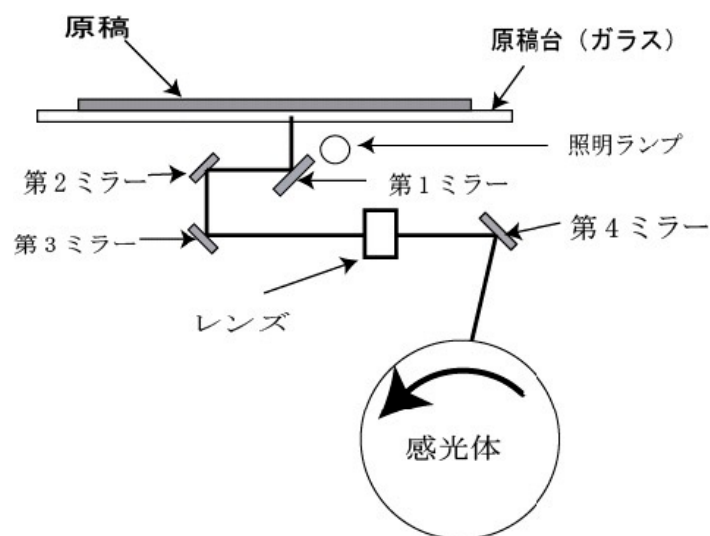 原稿
原稿台（ガラス）
照明ランプ
第２ミラー
第１ミラー
第３ミラー
第４ミラー
レンズ
感光体